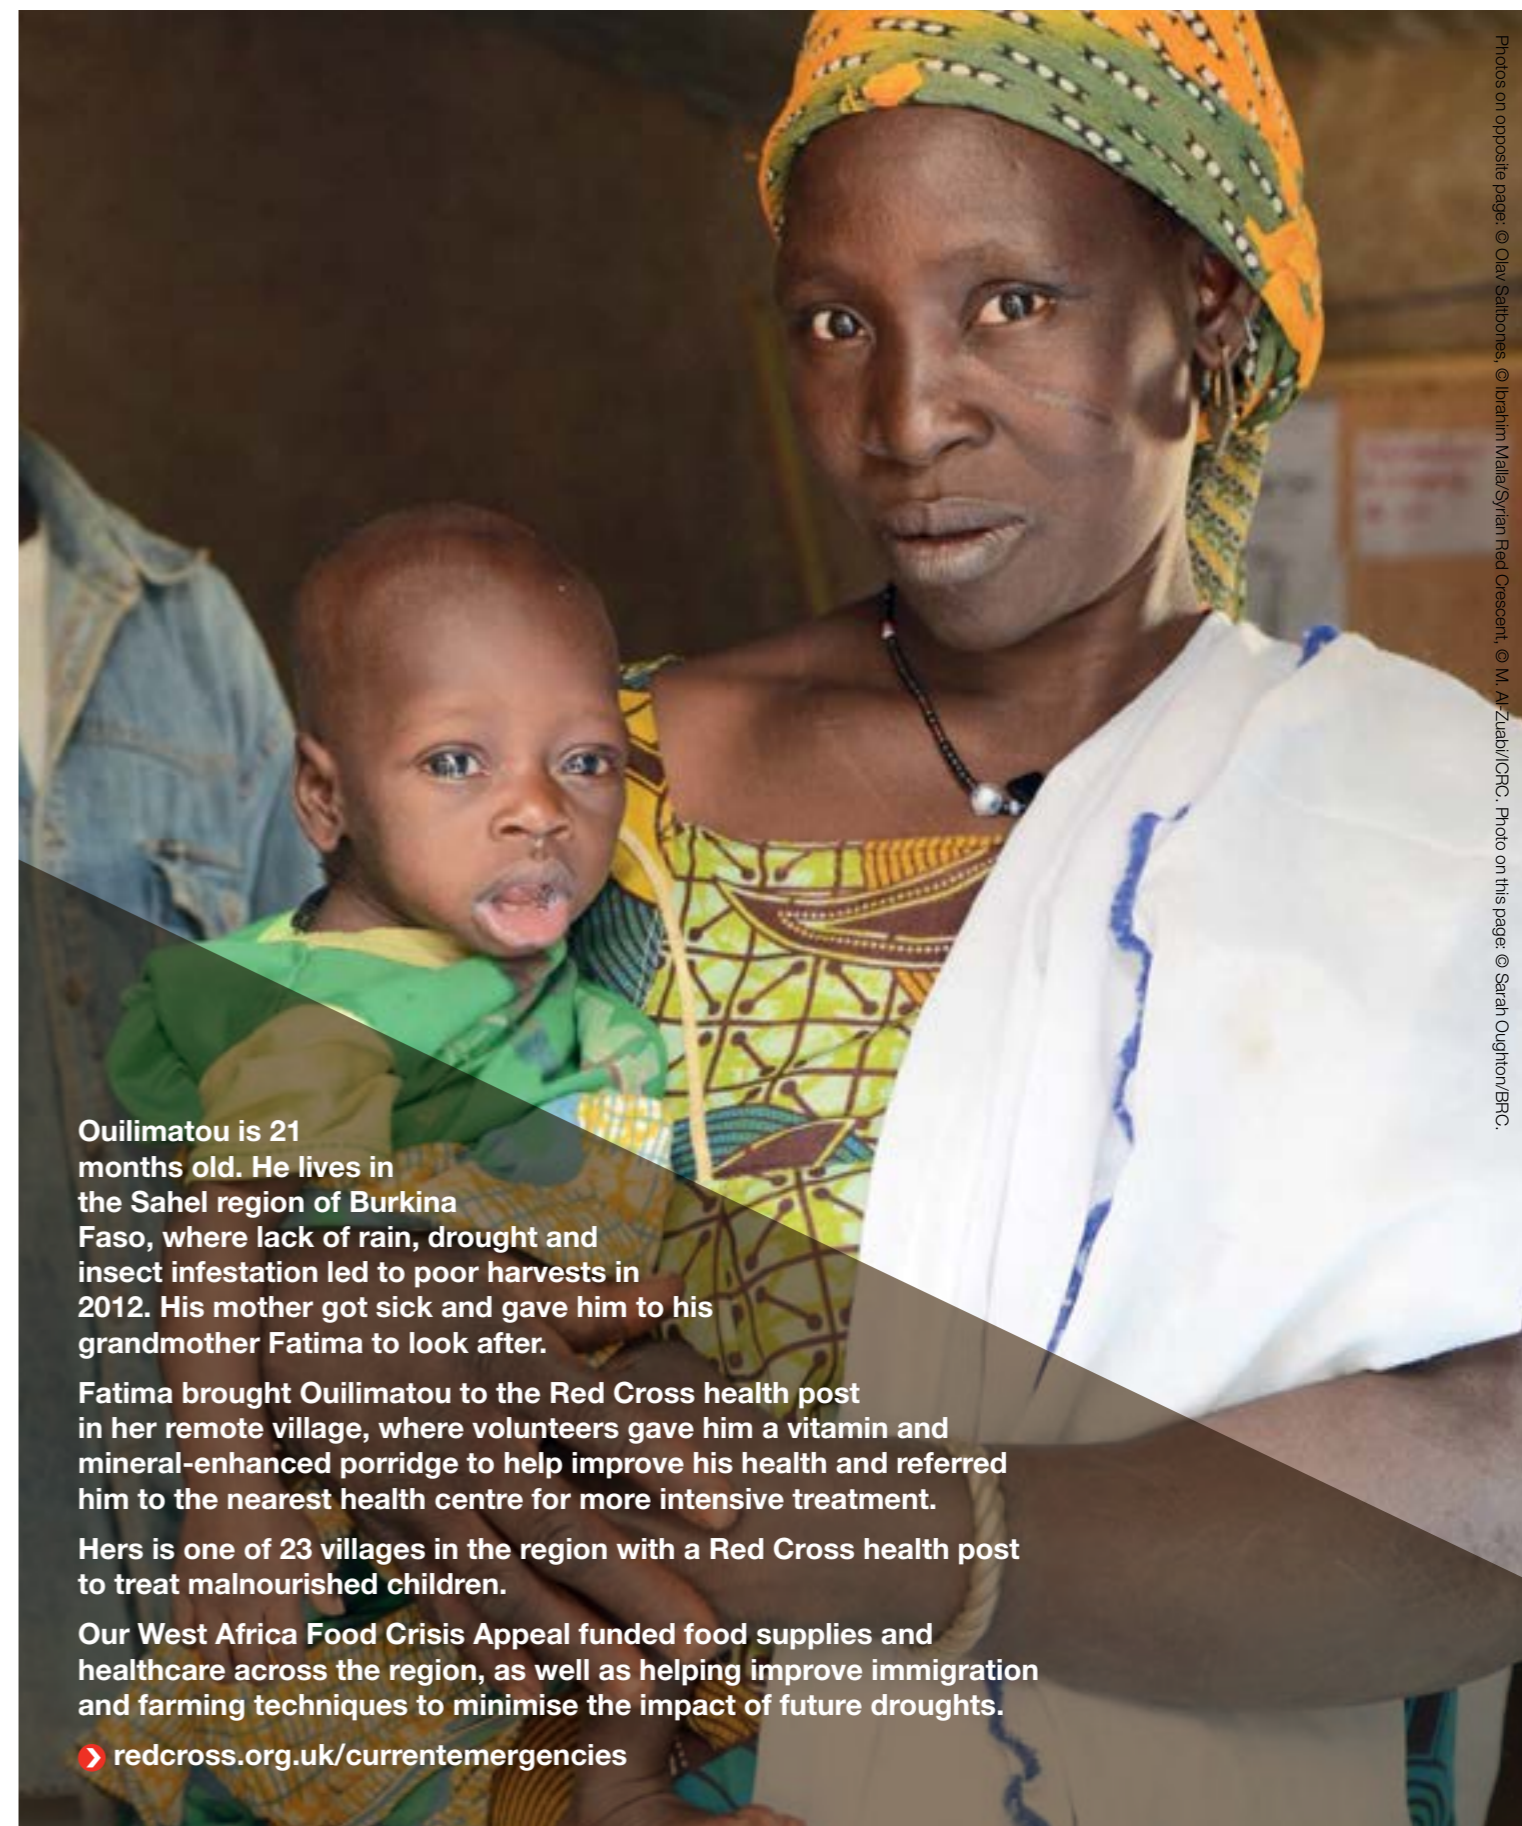 Ouilimatou is 21
months old. He lives in
the Sahel region of Burkina
Faso, where lack of rain, drought and
insect infestation led to poor harvests in
2012. His mother got sick and gave him to his
grandmother Fatima to look after.
Fatima brought Ouilimatou to the Red Cross health post
in her remote village, where volunteers gave him a vitamin and
mineral-enhanced porridge to help improve his health and referred
him to the nearest health centre for more intensive treatment.
Hers is one of 23 villages in the region with a Red Cross health post
to treat malnourished children.
Our West Africa Food Crisis Appeal funded food supplies and
healthcare across the region, as well as helping improve immigration
and farming techniques to minimise the impact of future droughts.
redcross.org.uk/currentemergencies
Photos on opposite page: © Olav Saltbones, © Ibrahim Malla/Syrian Red Crescent, © M. Al-Zuabi/ICRC. Photo on this page: © Sarah Oughton/BRC.